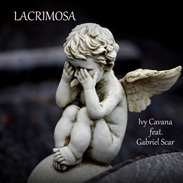 LACRIMOSA
Ivy Cavana
feat.
Gabriel Scar